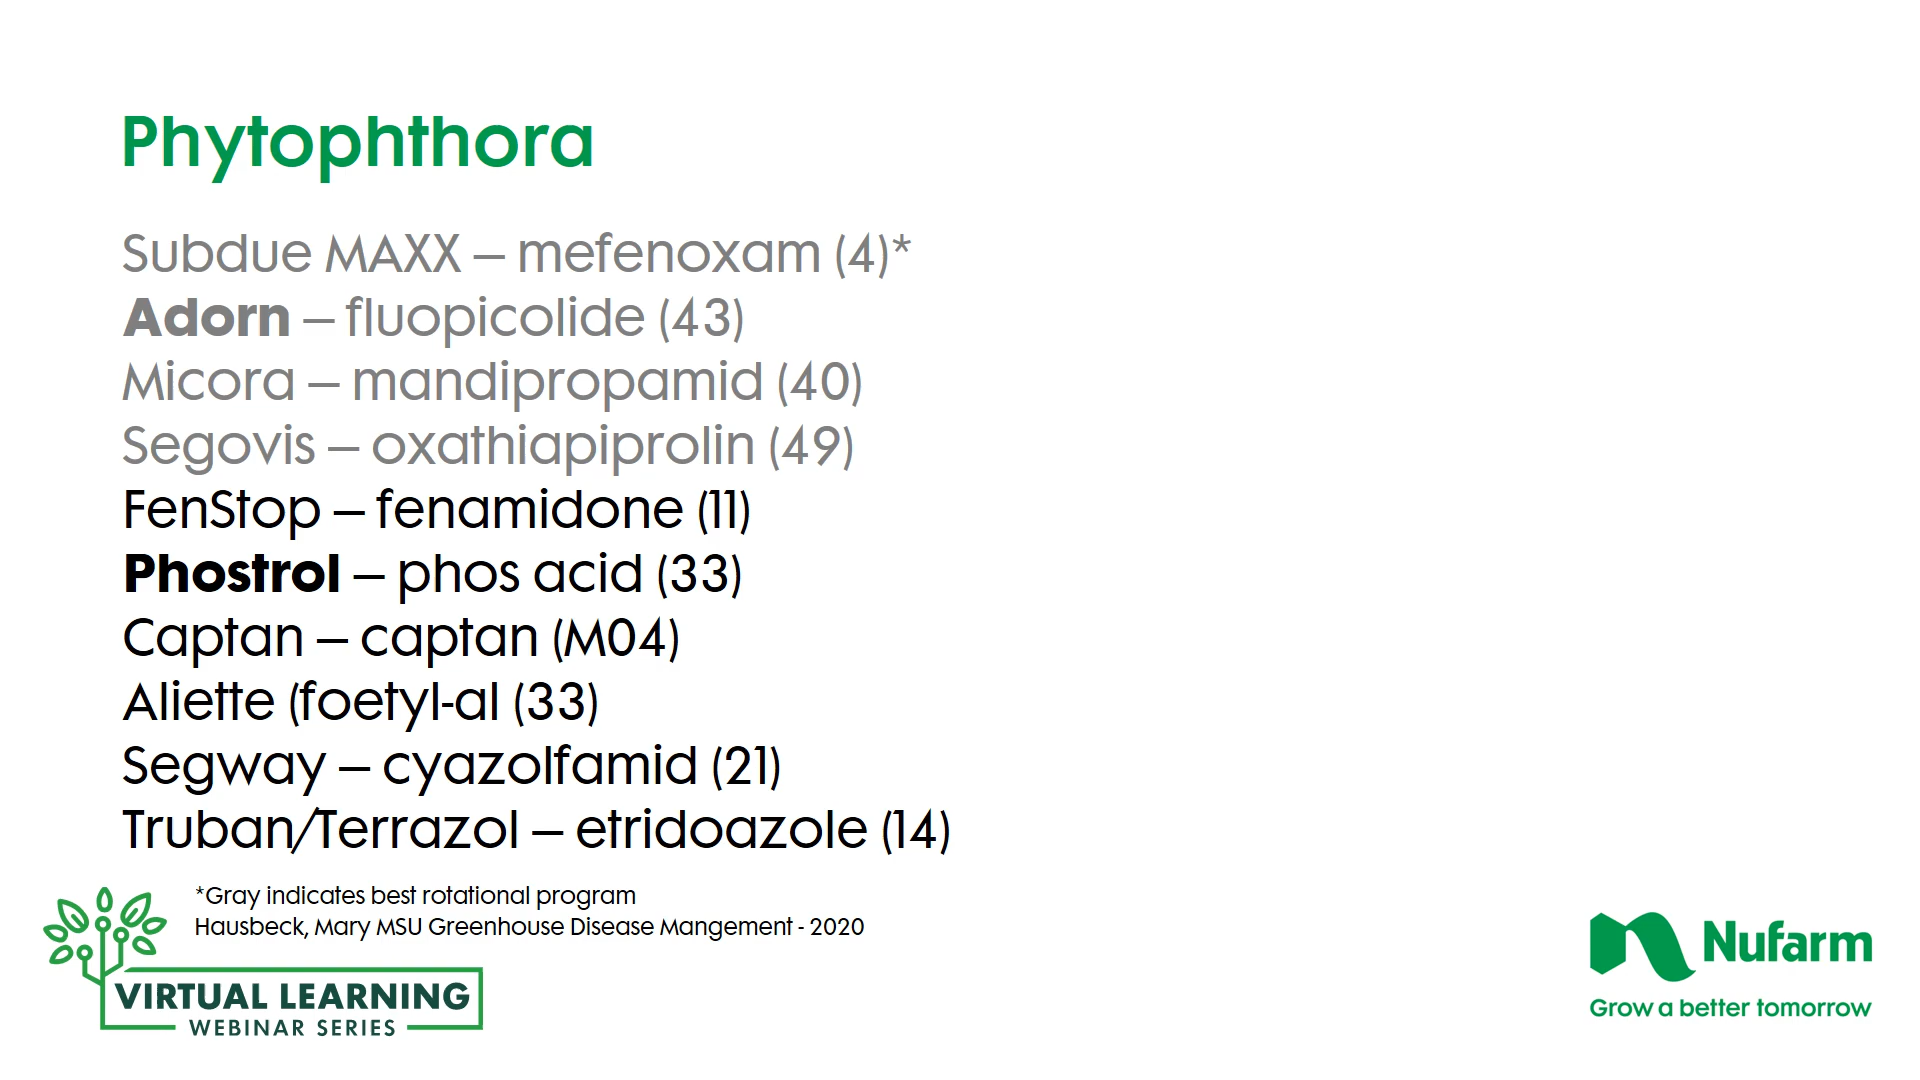 Phytophthora
Subdue MAXX – mefenoxam (4)*
Adorn – fluopicolide (43)
Micora – mandipropamid (40)
Segovis – oxathiapiprolin (49)
FenStop – fenamidone (11)
Phostrol – phos acid (33)
Captan – captan (M04)
Aliette (foetyl-al (33)
Segway – cyazolfamid (21)
Truban/Terrazol – etridoazole (14)
*Gray indicates best rotational program
Hausbeck, Mary MSU Greenhouse Disease Mangement - 2020
VIRTUAL LEARNING
WEBINAR SERIES
Nufarm
Grow a better tomorrow